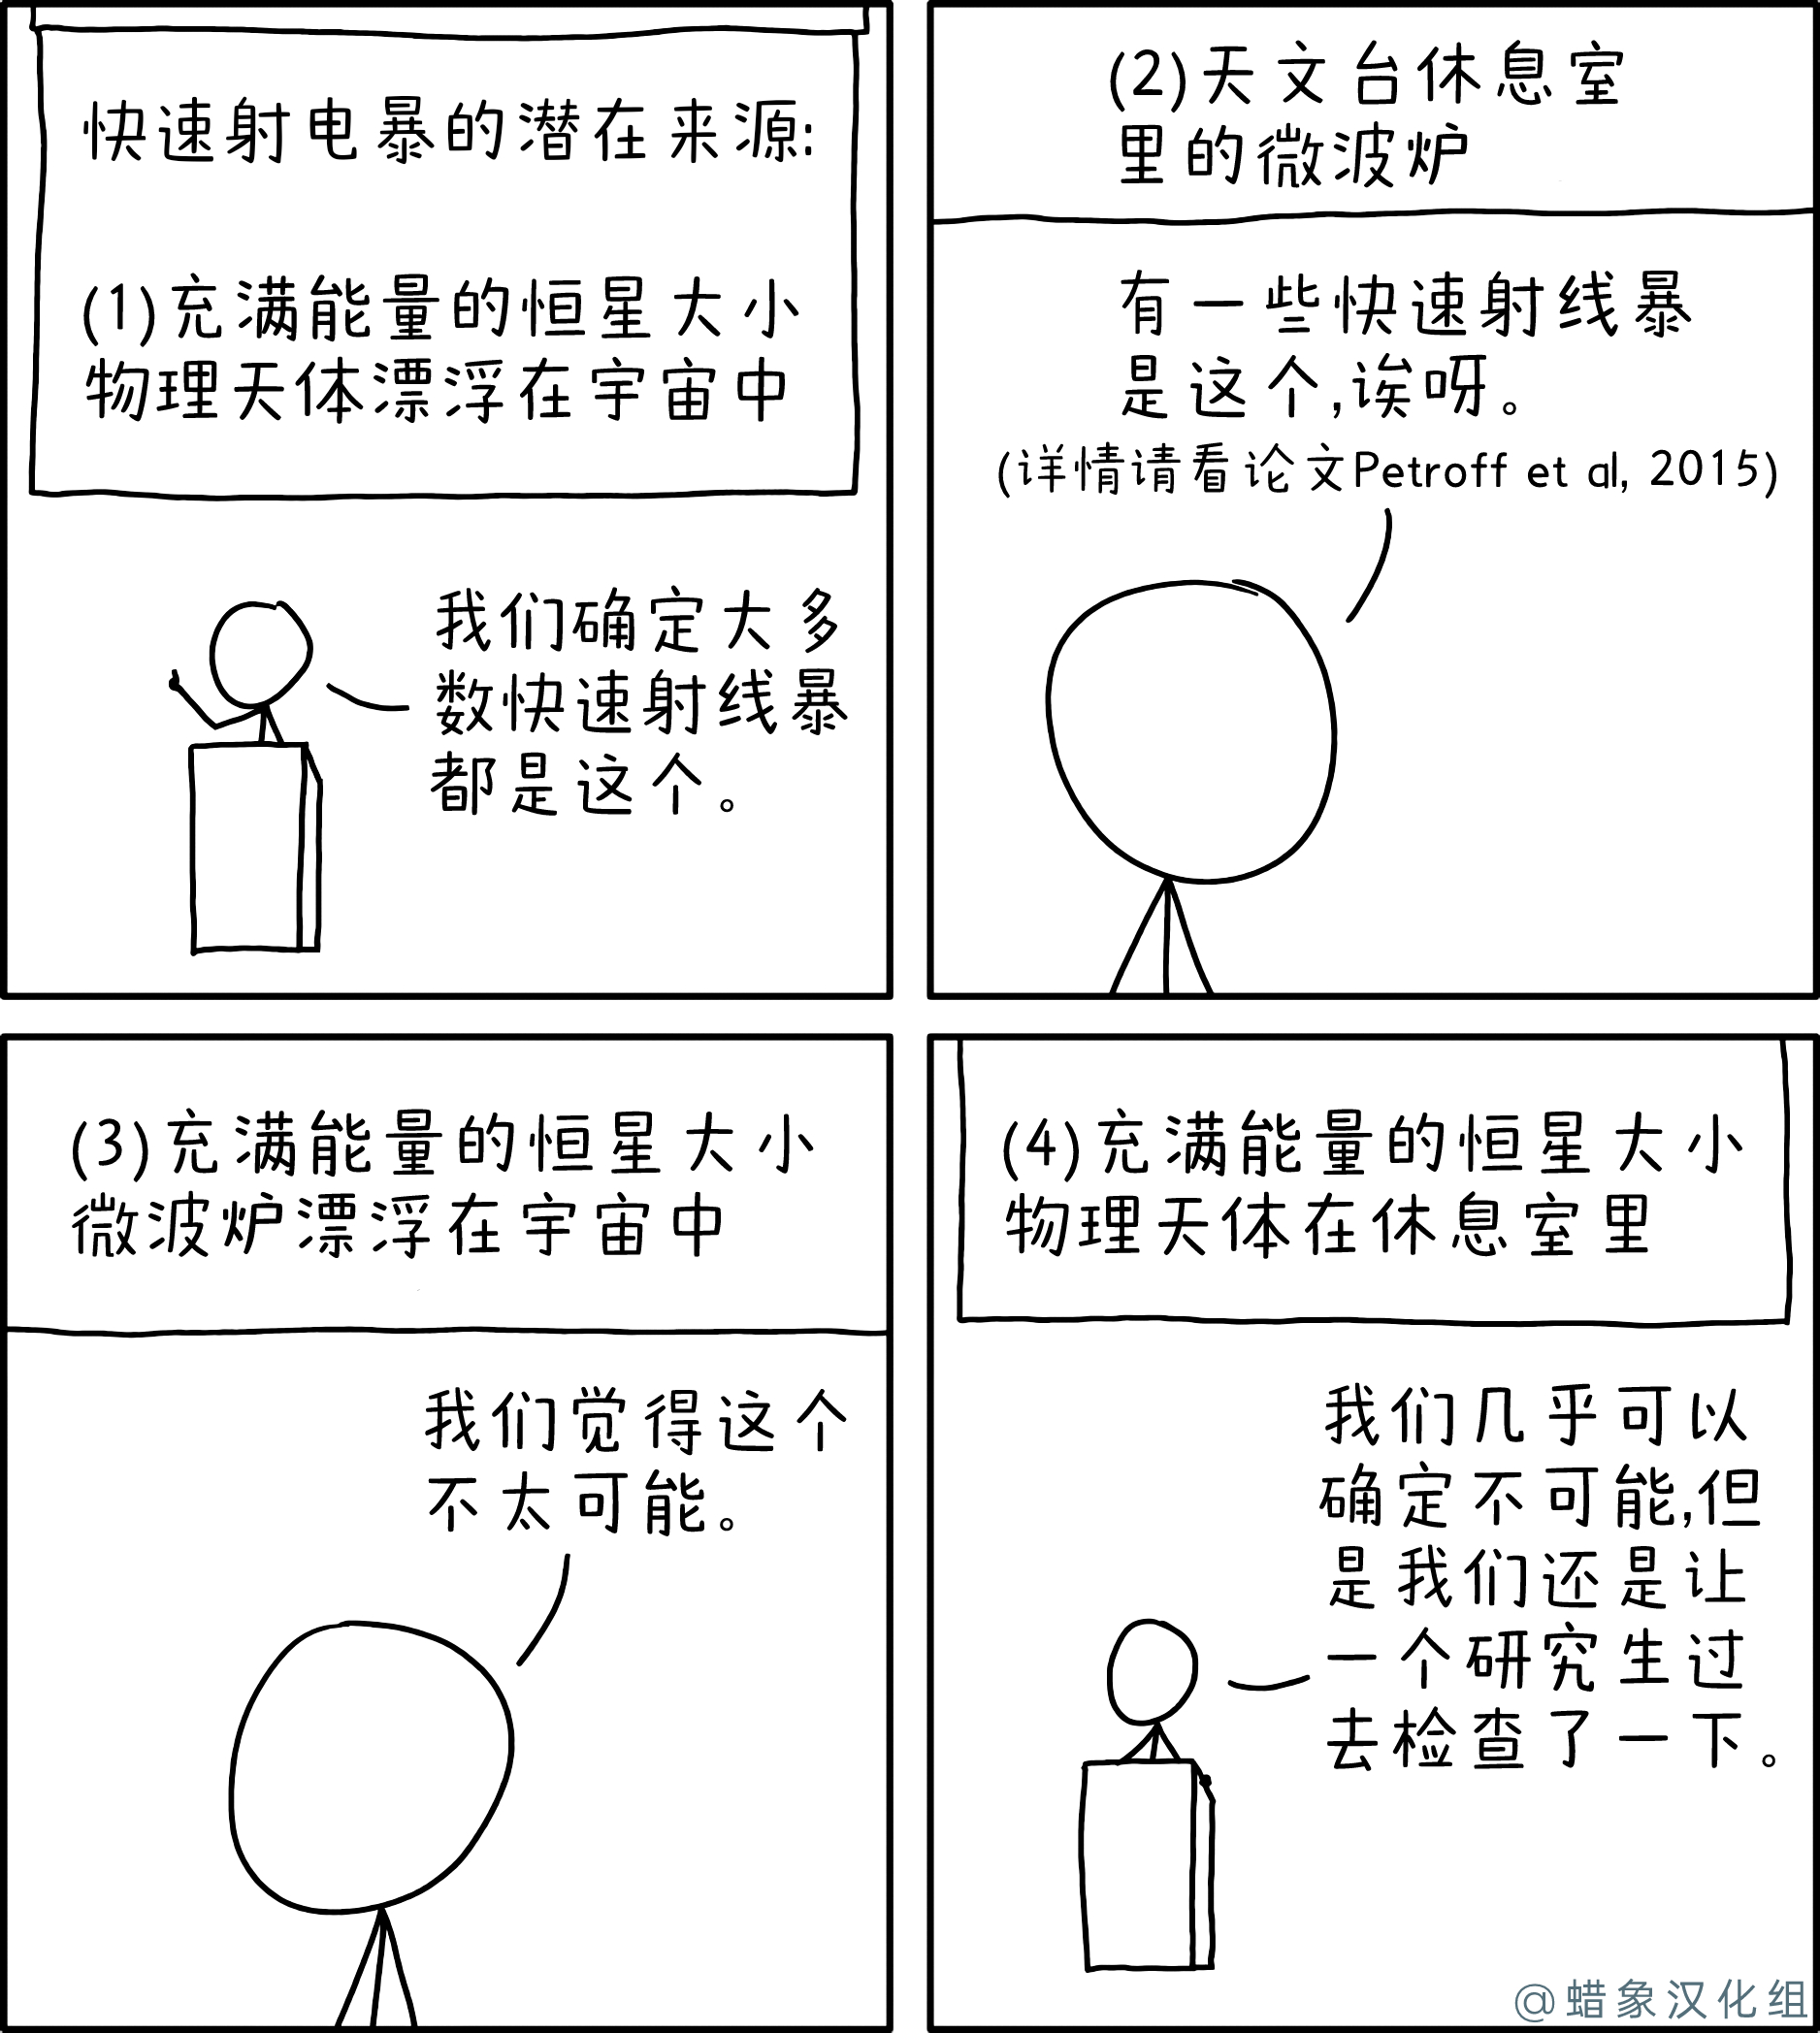 快速射电暴的潜在来源:
(1)充满能量的恒星大小
物理天体漂浮在宇宙中
我们确定大多
数快速射线暴
都是这个。
(2)天文台休息室
里的微波炉
有一些快速射线暴
是这个,诶呀。
(详情请看论文Petroff et al, 2015)
(3)充满能量的恒星大小
微波炉漂浮在宇宙中
我们觉得这个
不太可能。
(4)充满能量的恒星大小
物理天体在休息室里
我们几乎可以
确定不可能,但
是我们还是让
一个研究生过
去检查了一下。
@蜡象汉化组